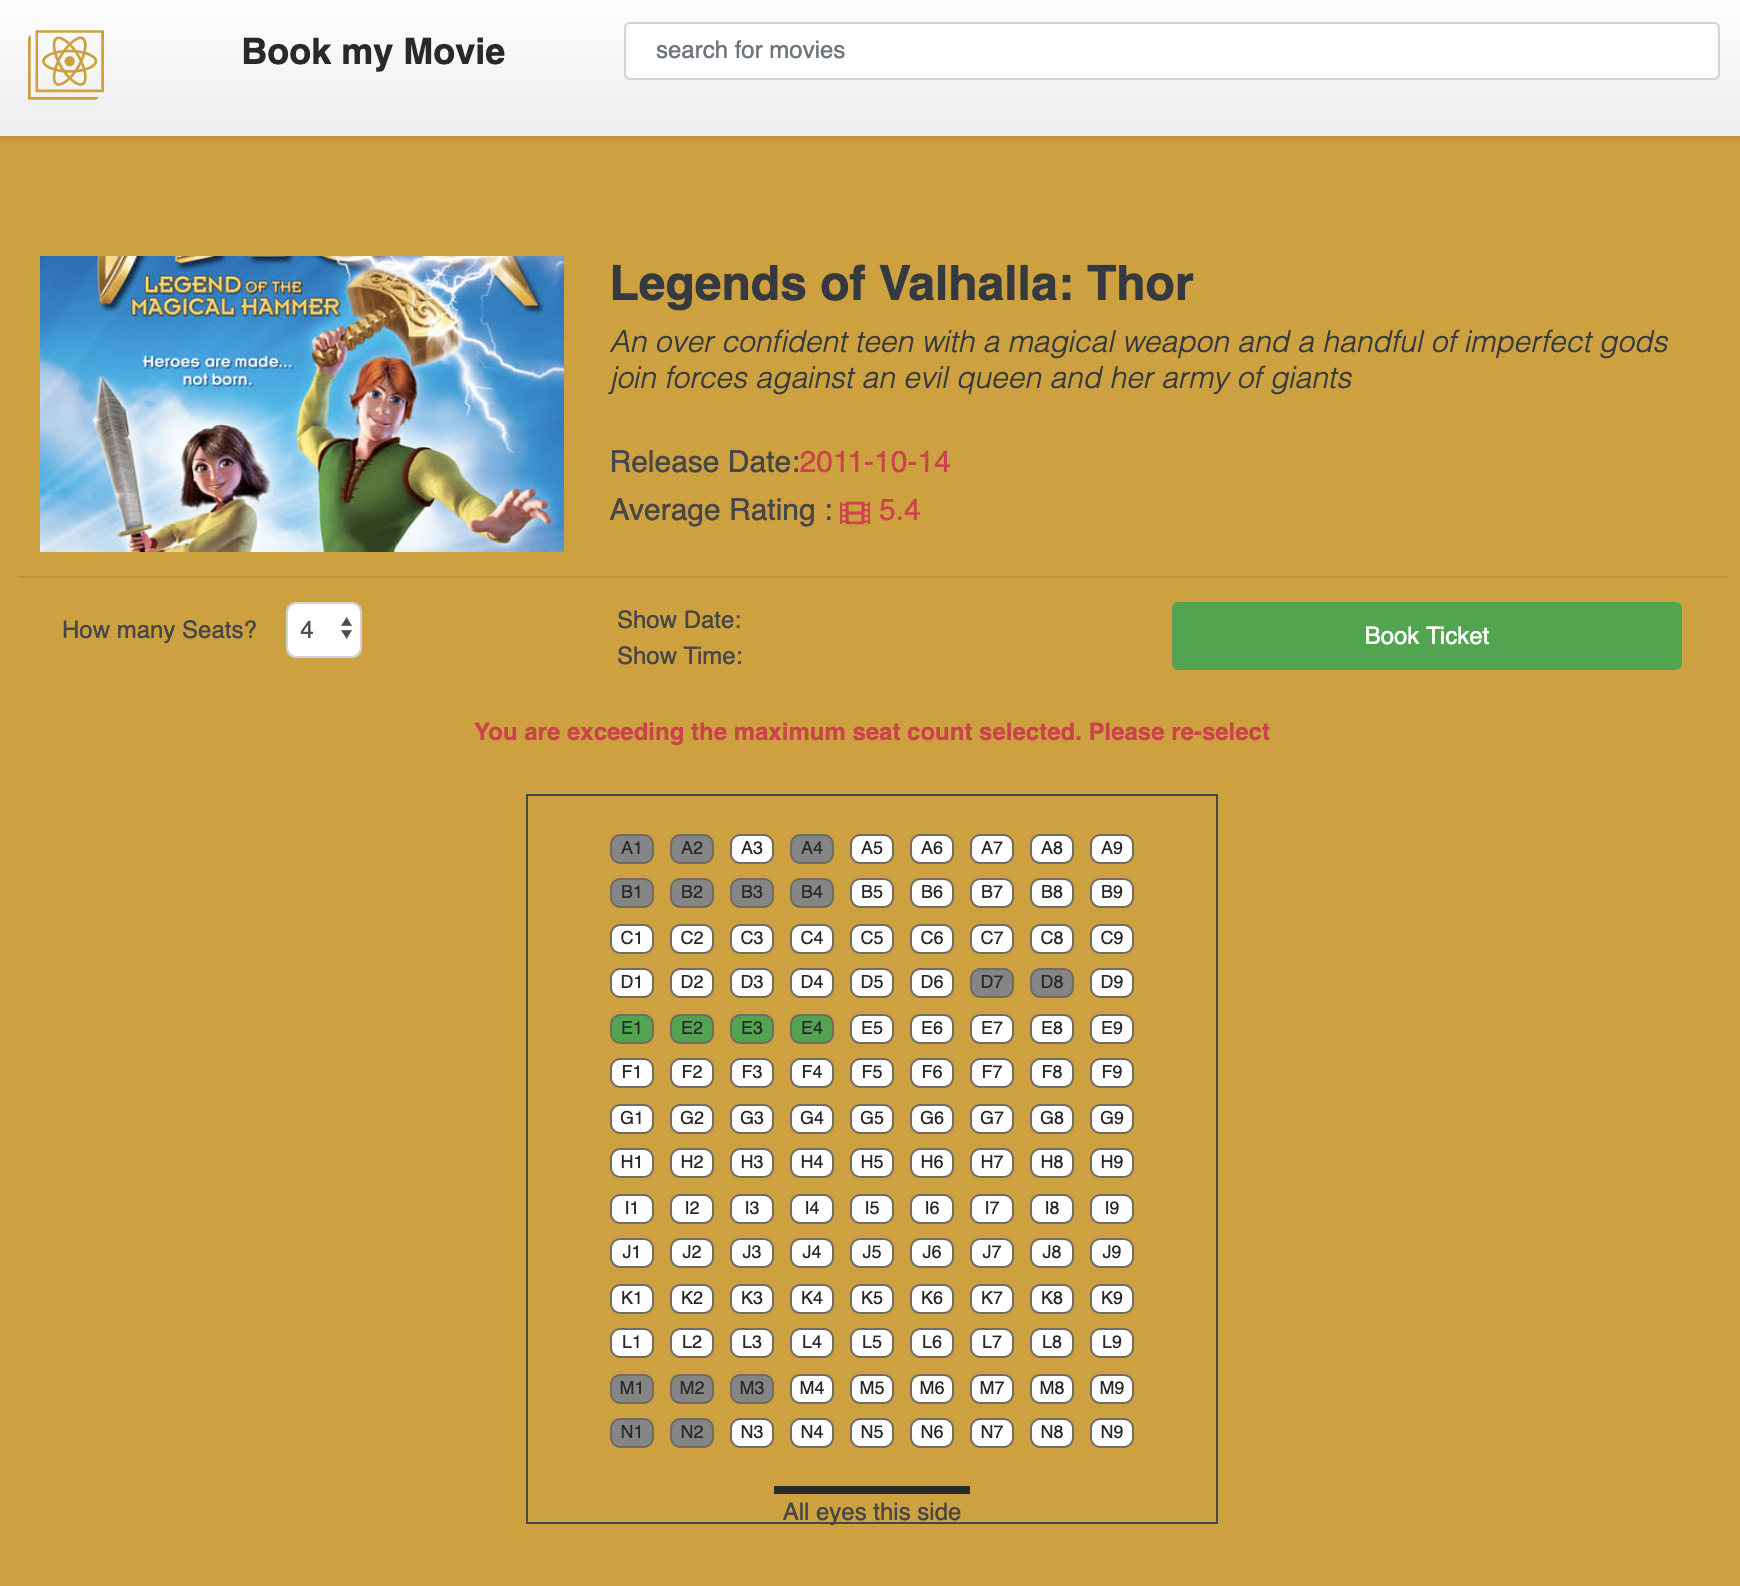 Book my Movie
search for movies
LEGEND OF THE
MAGICAL HAMMER
Heroes are made...
not born.
Legends of Valhalla: Thor
An over confident teen with a magical weapon and a handful of imperfect gods
join forces against an evil queen and her army of giants
Release Date:2011-10-14
Average Rating : 5.4
How many Seats? 4
Show Date:
Show Time:
Book Ticket
You are exceeding the maximum seat count selected. Please re-select
A1 A2 A3 A4 A5 A6 A7 A8 A9
B1 B2 B3 B4 B5 B6 B7 B8 B9
C1 C2 C3 C4 C5 C6 C7 C8 C9
D1 D2 D3 D4 D5 D6 D7 D8 D9
E1 E2 E3 E4 E5 E6 E7 E8 E9
F1 F2 F3 F4 F5 F6 F7 F8 F9
G1 G2 G3 G4 G5 G6 G7 G8 G9
H1 H2 H3 H4 H5 H6 H7 H8 H9
I1 I2 I3 I4 I5 I6 I7 I8 I9
J1 J2 J3 J4 J5 J6 J7 J8 J9
K1 K2 K3 K4 K5 K6 K7 K8 K9
L1 L2 L3 L4 L5 L6 L7 L8 L9
M1 M2 M3 M4 M5 M6 M7 M8 M9
N1 N2 N3 N4 N5 N6 N7 N8 N9
All eyes this side